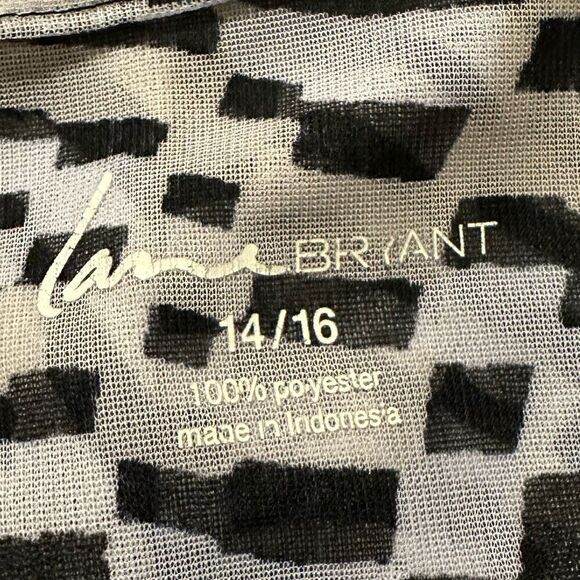 Lane BRYANT
14/16
100% polyester
made in Indonesia